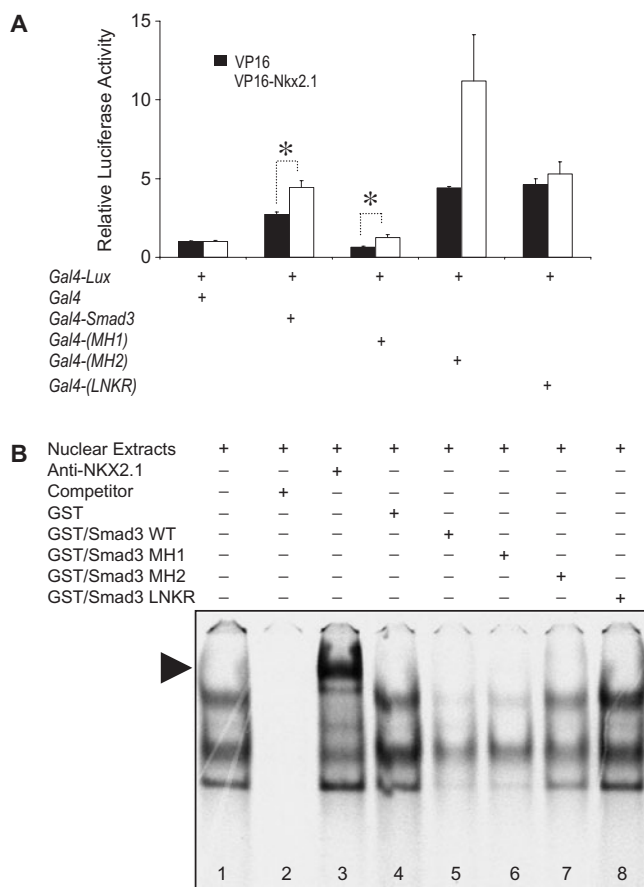 A
Relative Luciferase Activity
15
10
5
0
VP16
VP16-Nkx2.1
* *
Gal4-Lux + + + + +
Gal4 +
Gal4-Smad3 +
Gal4-(MH1) +
Gal4-(MH2) +
Gal4-(LNKR) +
B
Nuclear Extracts + + + + + + + +
Anti-NKX2.1 – – + – – – – –
Competitor – + – – – – – –
GST – – – + – – – –
GST/Smad3 WT – – – – + – – –
GST/Smad3 MH1 – – – – – + – –
GST/Smad3 MH2 – – – – – – + –
GST/Smad3 LNKR – – – – – – – +
1 2 3 4 5 6 7 8